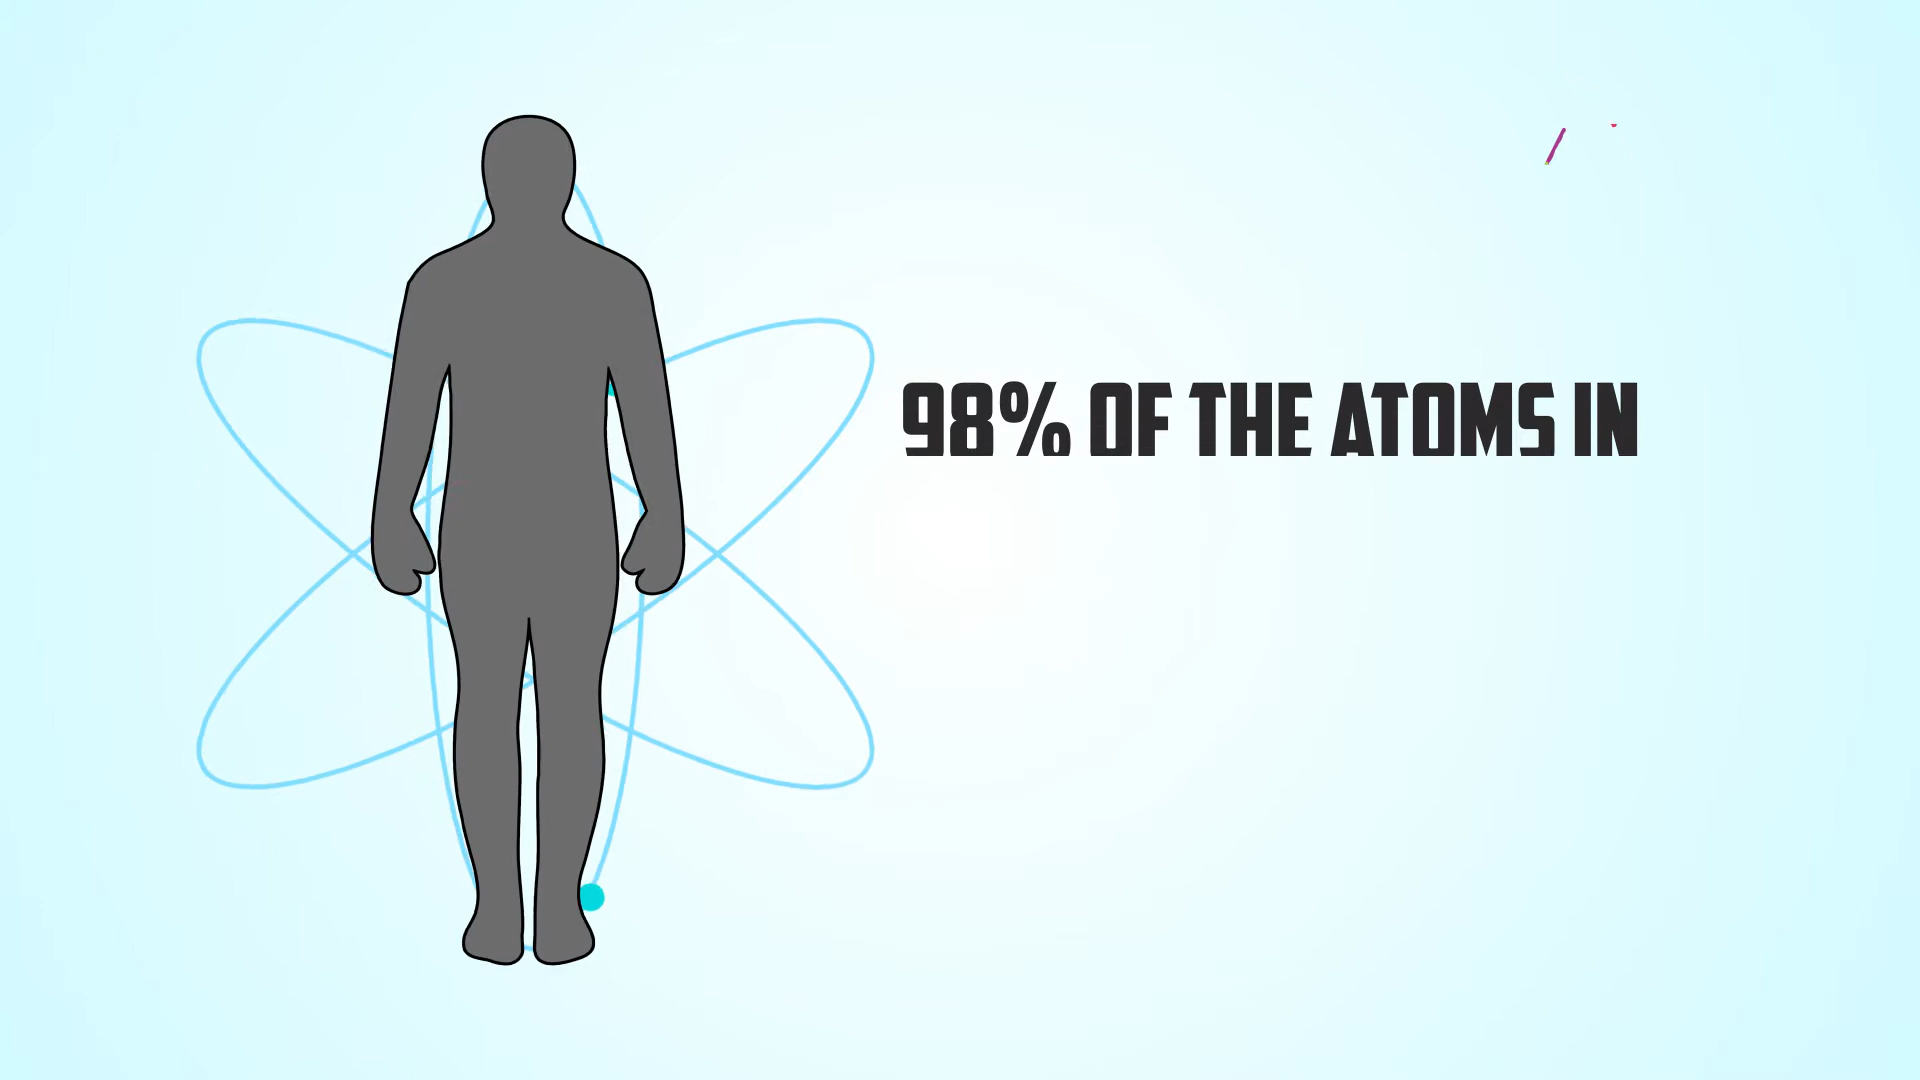 98% OF THE ATOMS IN